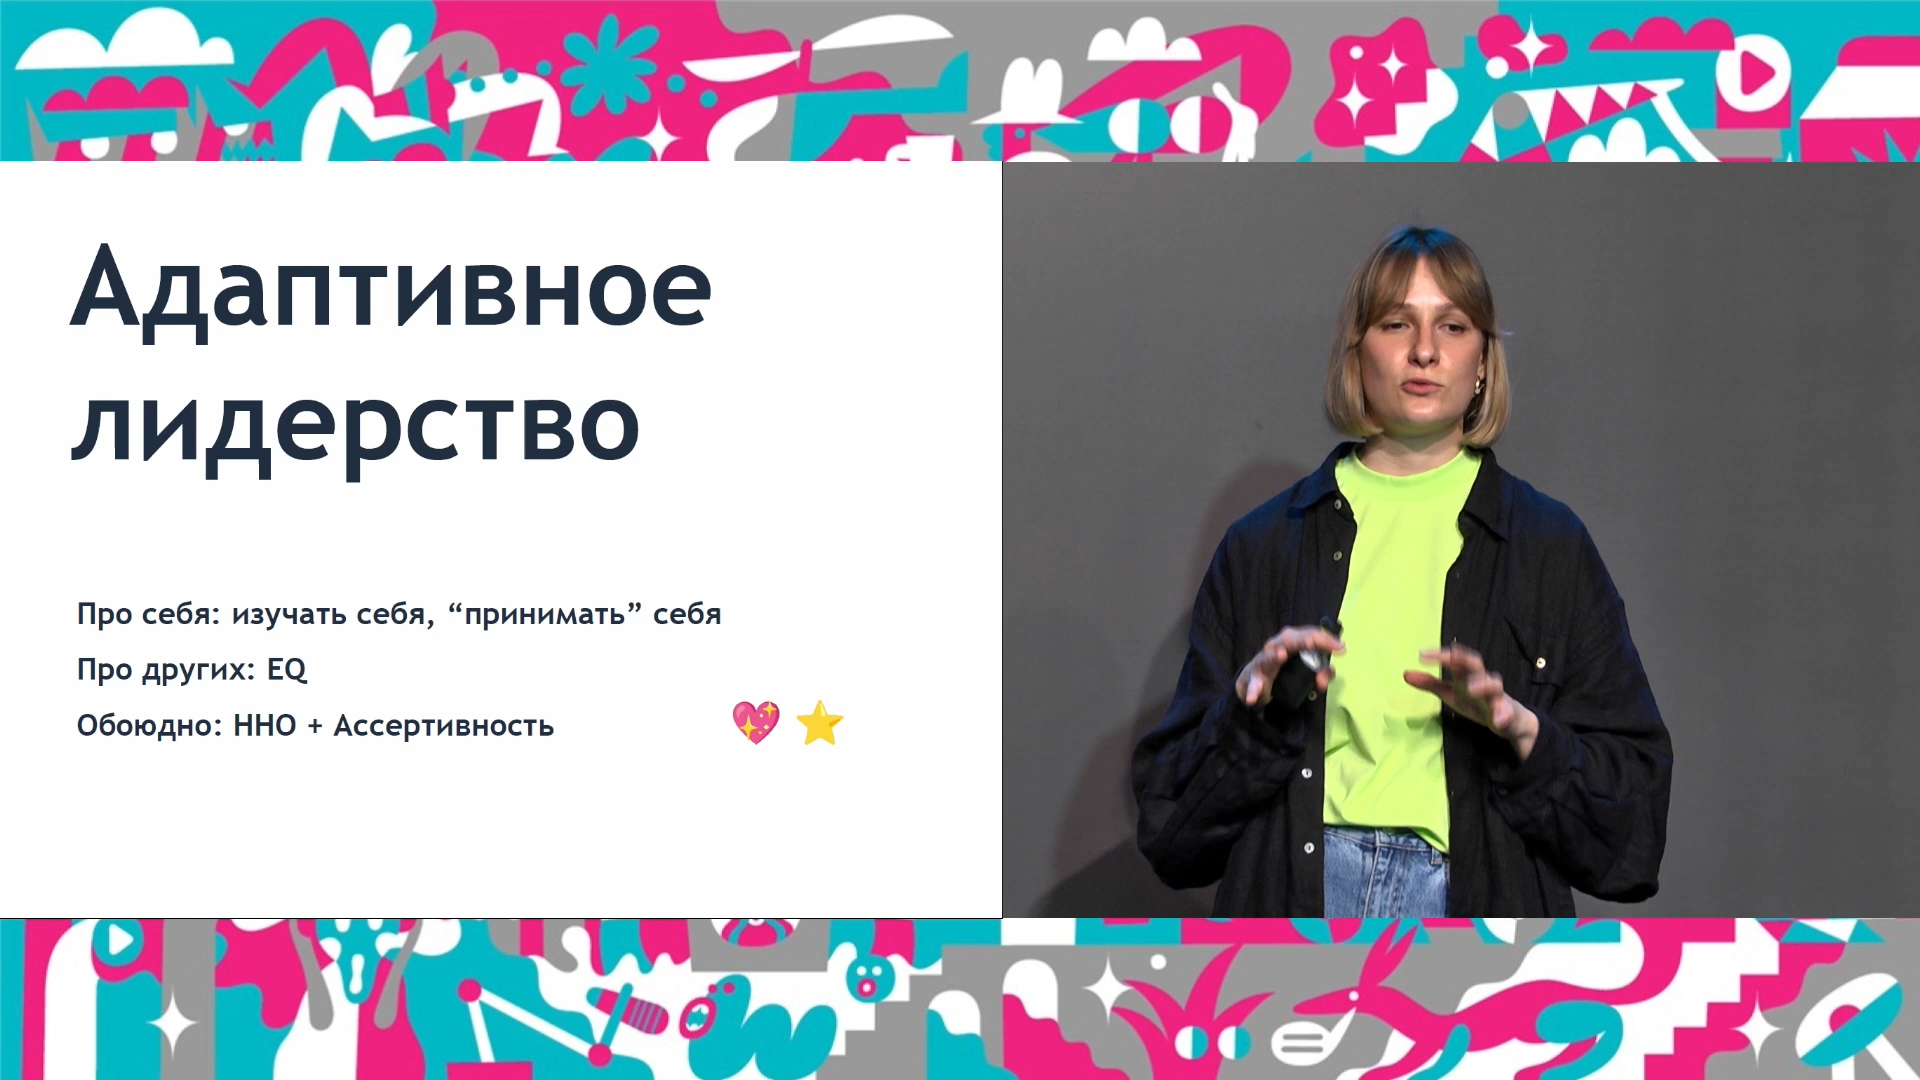 Адаптивное
лидерство
Про себя: изучать себя, “принимать” себя
Про других: EQ
Обоюдно: ННО + Ассертивность